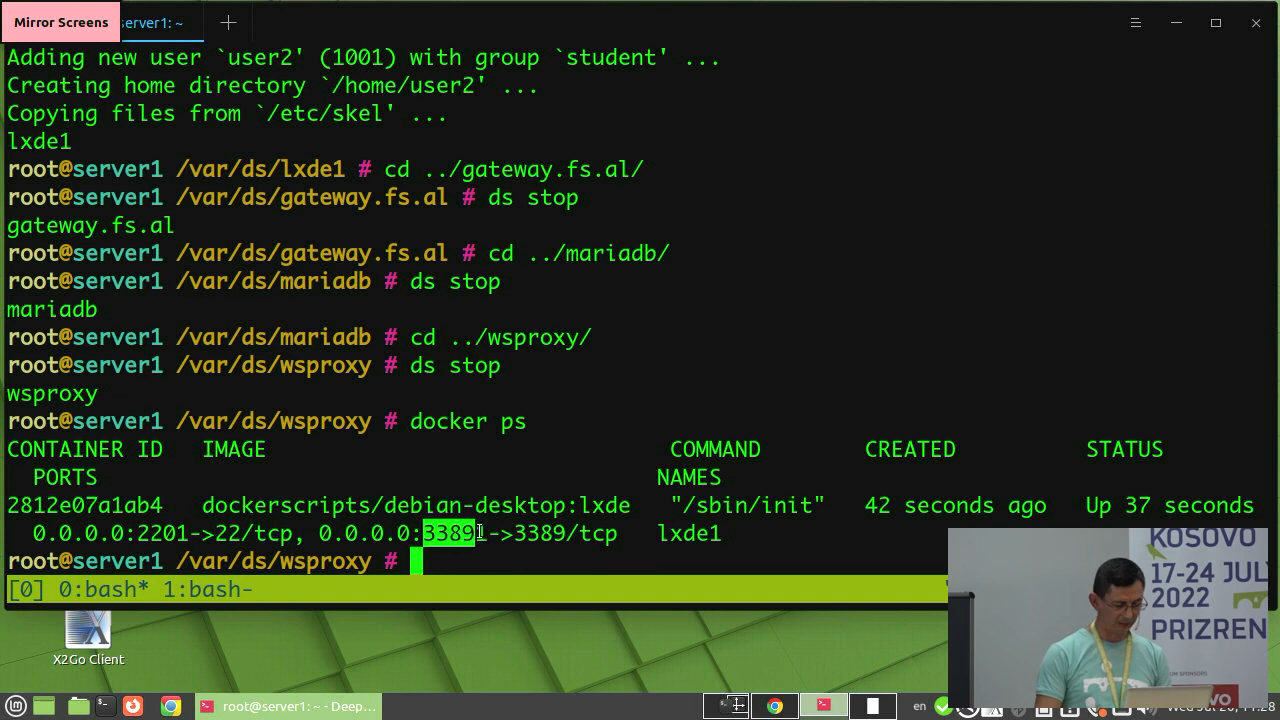 Mirror Screens
server1: ~
Adding new user `user2' (1001) with group `student' ...
Creating home directory `/home/user2' ...
Copying files from `/etc/skel' ...
lxde1
root@server1 /var/ds/lxde1 # cd ../gateway.fs.al/
root@server1 /var/ds/gateway.fs.al # ds stop
gateway.fs.al
root@server1 /var/ds/gateway.fs.al # cd ../mariadb/
root@server1 /var/ds/mariadb # ds stop
mariadb
root@server1 /var/ds/mariadb # cd ../wsproxy/
root@server1 /var/ds/wsproxy # ds stop
wsproxy
root@server1 /var/ds/wsproxy # docker ps
CONTAINER ID IMAGE COMMAND CREATED STATUS
PORTS NAMES
2812e07a1ab4 dockerscripts/debian-desktop:lxde "/sbin/init" 42 seconds ago Up 37 seconds
0.0.0.0:2201->22/tcp, 0.0.0.0:33891->3389/tcp lxde1
root@server1 /var/ds/wsproxy #
[0] 0:bash* 1:bash-
KOSOVO
17-24 JUL
2022
PRIZREN
X2Go Client
root@server1: ~ - Deep...
en